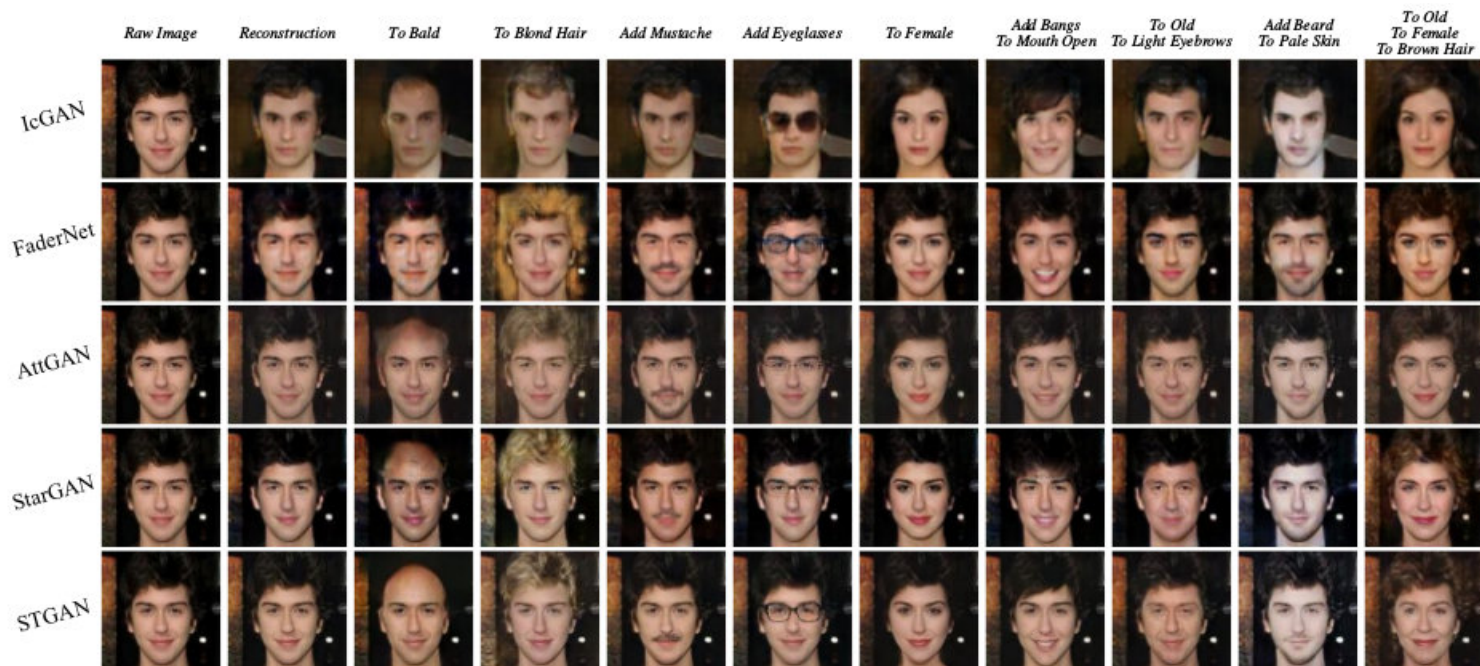 Raw Image
Reconstruction
To Bald
To Blond Hair
Add Mustache
Add Eyeglasses
To Female
Add Bangs
To Mouth Open
To Old
To Light Eyebrows
Add Beard
To Pale Skin
To Old
To Female
To Brown Hair
IcGAN
FaderNet
AttGAN
StarGAN
STGAN